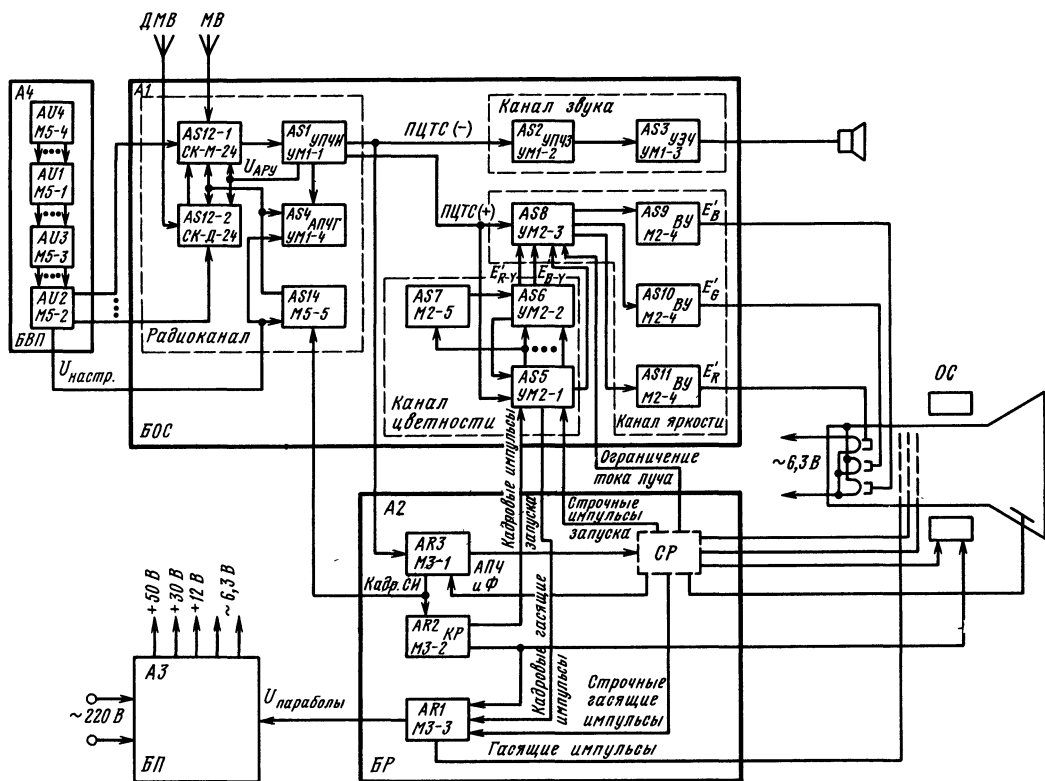 ДМВ
МВ
А4
AU4
М5-4
AU1
М5-1
AU3
М5-3
AU2
М5-2
БВП
Uнастр.
А1
AS12-1
СК-М-24
AS1
УПЧИ
УМ1-1
UАРУ
AS12-2
СК-Д-24
AS4
АПЧГ
УМ1-4
AS14
М5-5
Радиоканал
БОС
ПЦТС (-)
ПЦТС (+)
Канал звука
AS2
УПЧЗ
УМ1-2
AS3
УЗЧ
УМ1-3
AS8
УМ2-3
AS9
ВУ
М2-4
E'B
E'R-Y
E'B-Y
AS7
М2-5
AS6
УМ2-2
AS10
ВУ
М2-4
E'G
AS5
УМ2-1
AS11
ВУ
М2-4
E'R
Канал
цветности
Канал яркости
ОС
~6,3 В
Ограничение
тока луча
Кадровые импульсы
запуска
Строчные
импульсы
запуска
А2
AR3
М3-1
АПЧ
и Ф
СР
Кадр. СИ
AR2
КР
М3-2
Кадровые гасящие
импульсы
Строчные
гасящие
импульсы
AR1
М3-3
Гасящие импульсы
БР
Uпараболы
+50 В
+30 В
+12 В
~6,3 В
А3
~220 В
БП